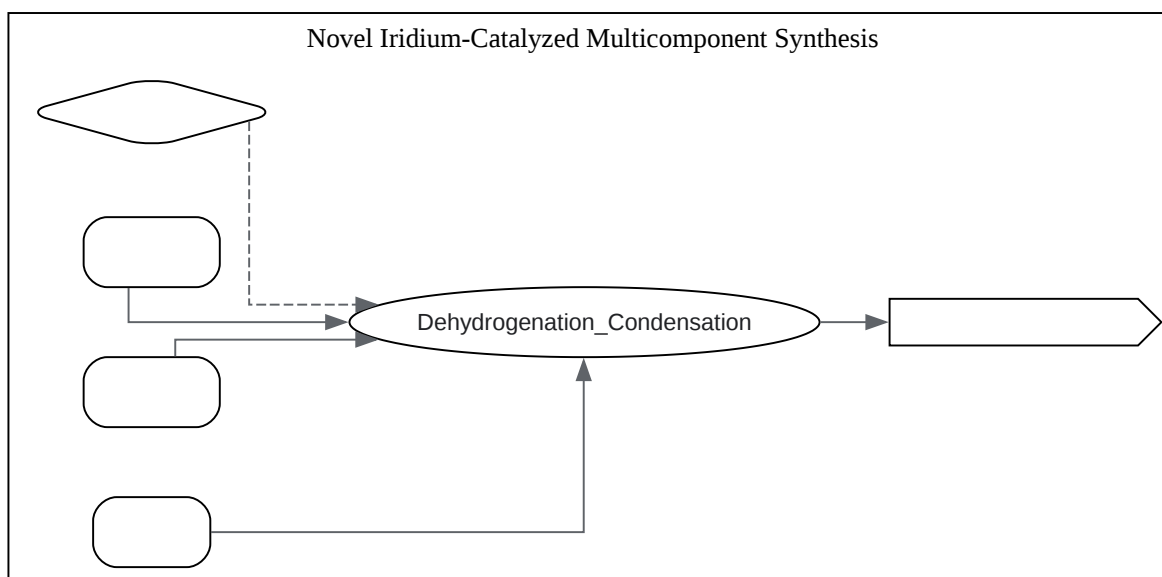 Novel Iridium-Catalyzed Multicomponent Synthesis
Dehydrogenation_Condensation